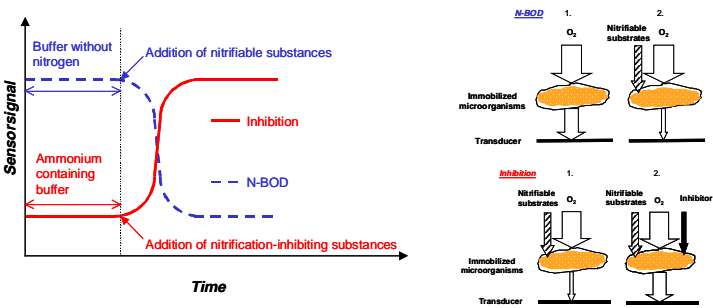 Buffer without
nitrogen
Addition of nitrifiable substances
Inhibition
Ammonium
containing
buffer
N-BOD
Addition of nitrification-inhibiting substances
Sensorsignal
Time
N-BOD
1.
2.
O2
Nitrifiable
substrates
O2
Immobilized
microorganisms
Transducer
Inhibition
1.
2.
Nitrifiable
substrates
O2
Nitrifiable
substrates
O2
Inhibitor
Immobilized
microorganisms
Transducer